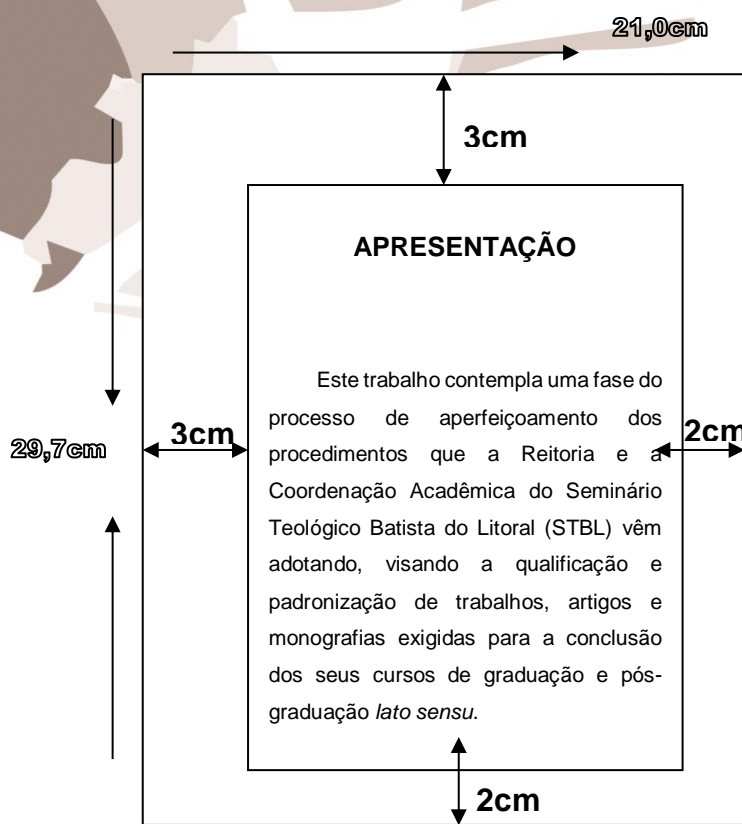 21,0cm
3cm
APRESENTAÇÃO
Este trabalho contempla uma fase do
processo de aperfeiçoamento dos
procedimentos que a Reitoria e a
Coordenação Acadêmica do Seminário
Teológico Batista do Litoral (STBL) vêm
adotando, visando a qualificação e
padronização de trabalhos, artigos e
monografias exigidas para a conclusão
dos seus cursos de graduação e pós-
graduação lato sensu.
29,7cm
3cm
2cm
2cm